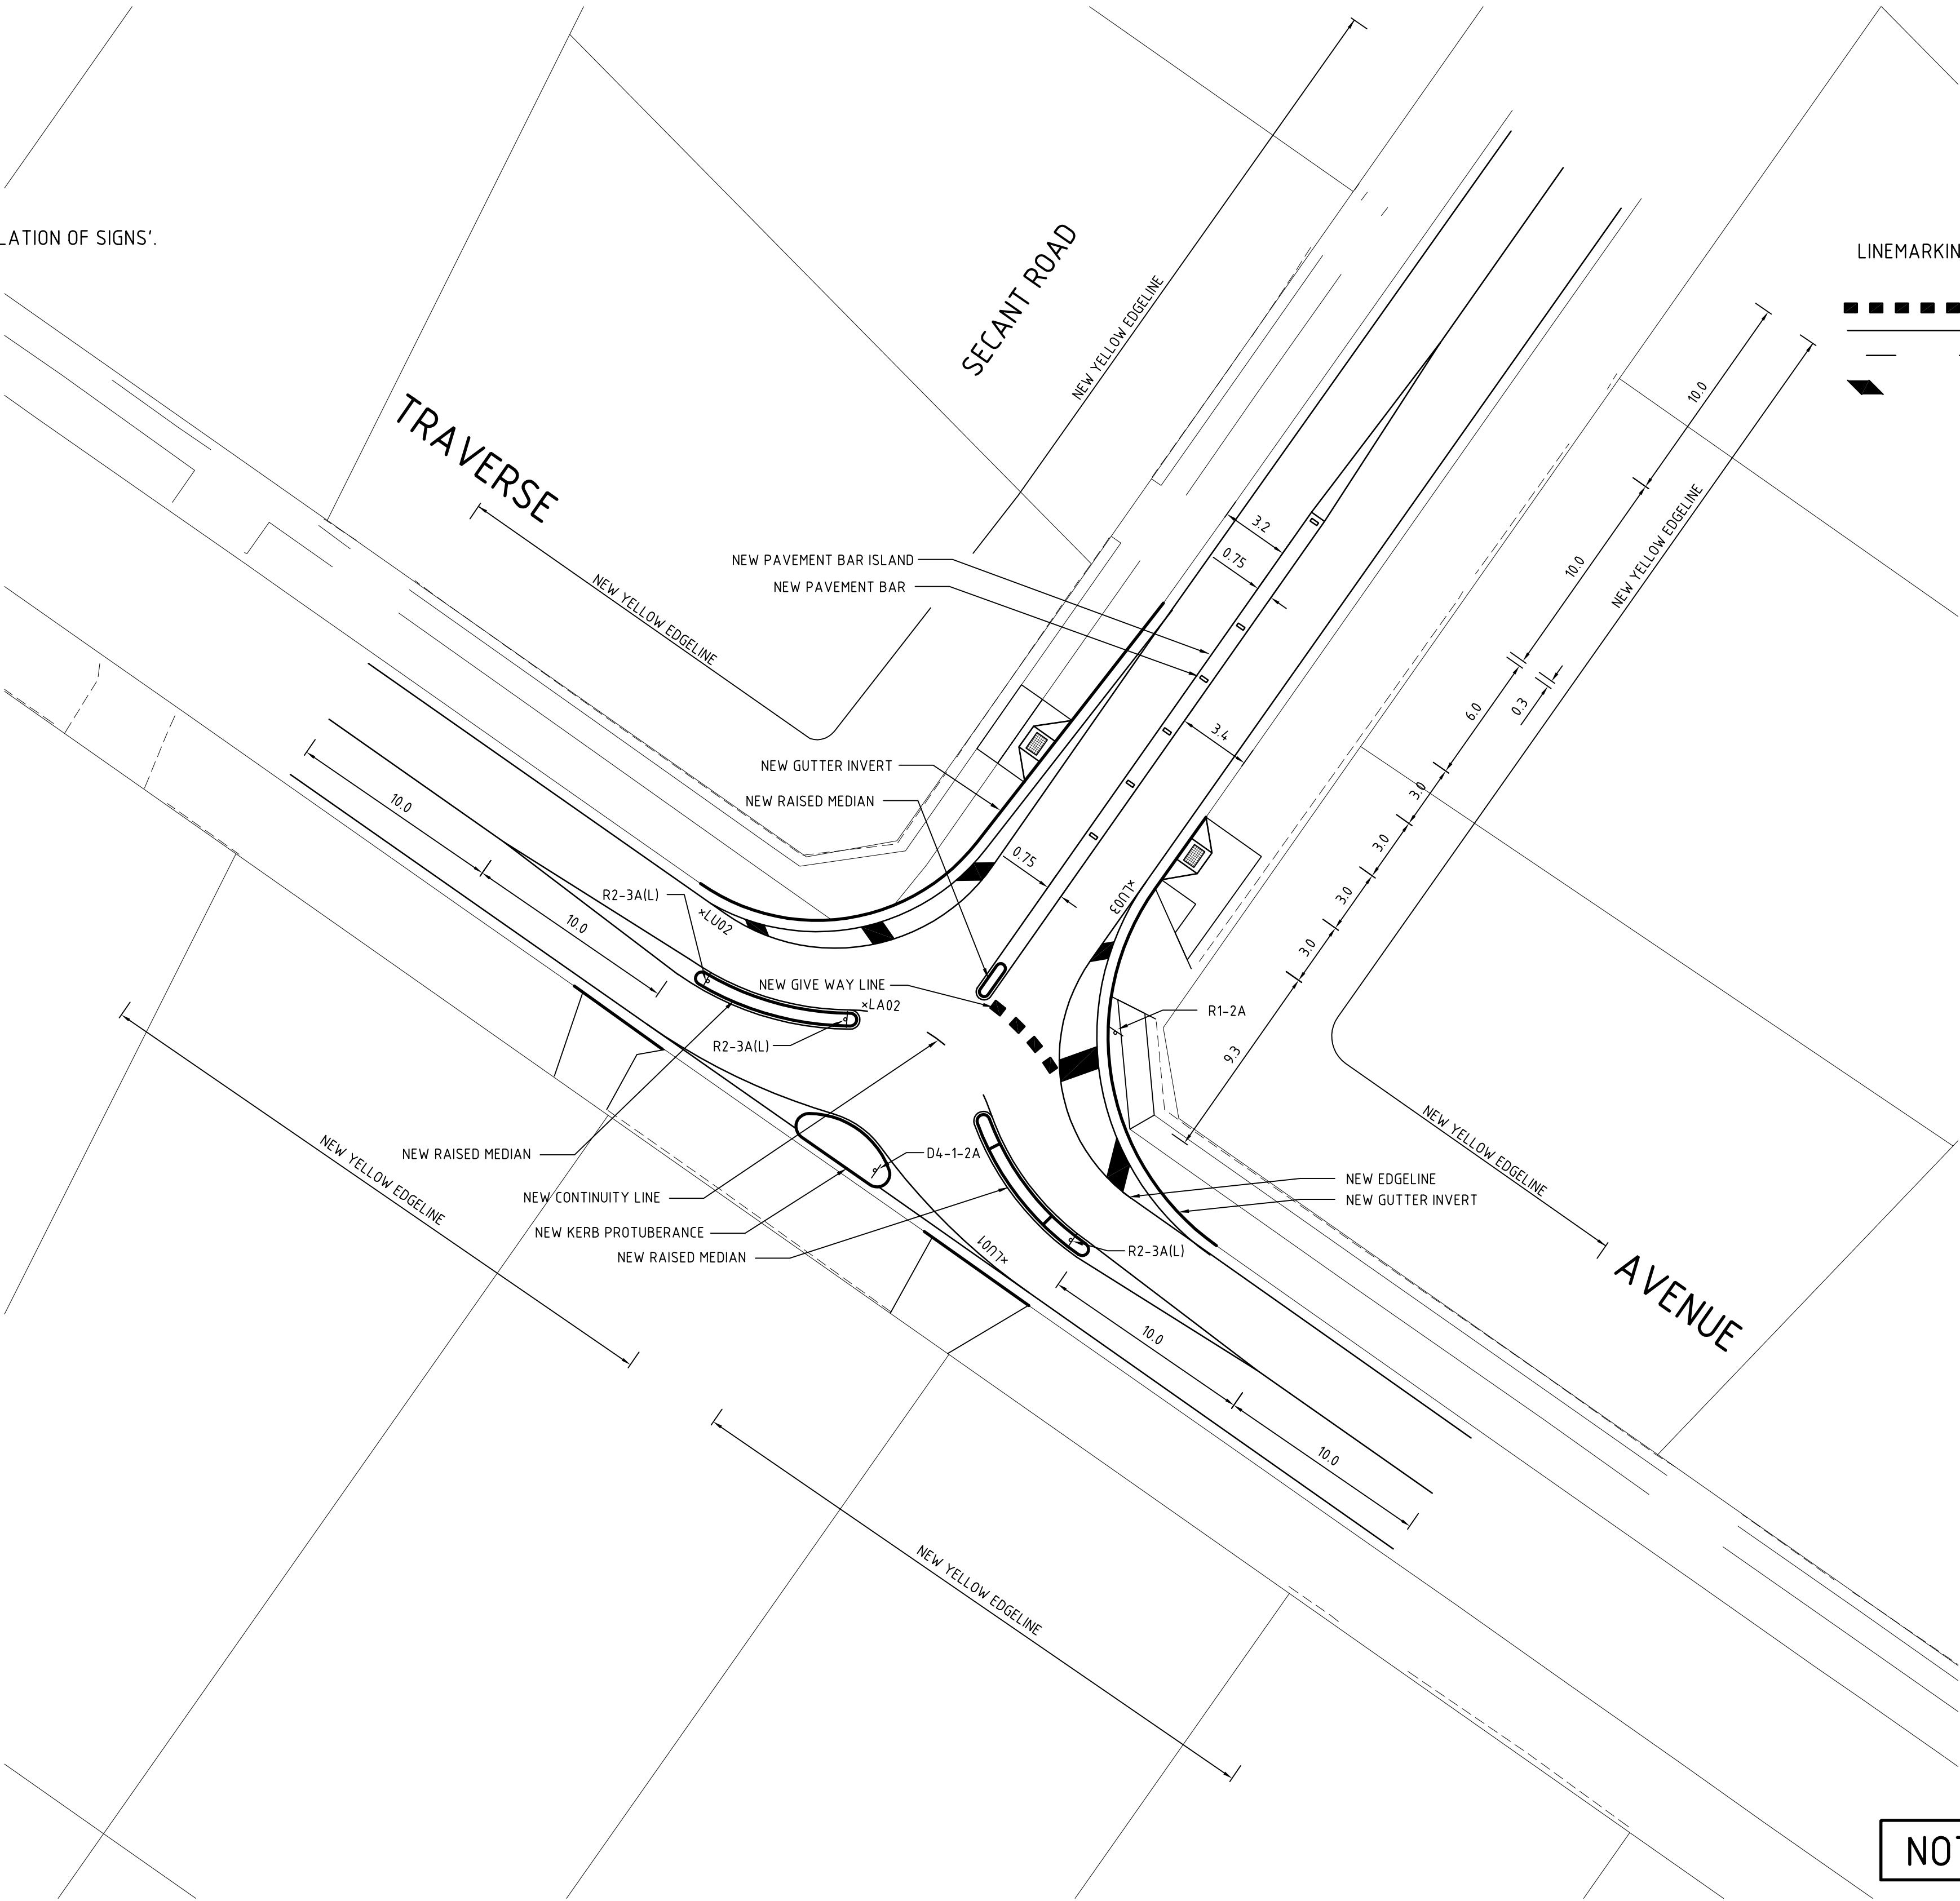 LATION OF SIGNS'.
LINEMARKIN
SECANT ROAD
NEW YELLOW EDGELINE
TRAVERSE
NEW YELLOW EDGELINE
10.0
10.0
NEW YELLOW EDGELINE
6.0
0.3
3.0
3.0
3.0
3.0
9.3
3.2
0.75
NEW PAVEMENT BAR ISLAND
NEW PAVEMENT BAR
3.4
NEW GUTTER INVERT
NEW RAISED MEDIAN
0.75
×LU03
10.0
10.0
R2-3A(L)
×LU02
NEW GIVE WAY LINE
×LA02
R1-2A
R2-3A(L)
NEW RAISED MEDIAN
NEW YELLOW EDGELINE
D4-1-2A
NEW CONTINUITY LINE
NEW KERB PROTUBERANCE
NEW RAISED MEDIAN
×LU01
R2-3A(L)
NEW EDGELINE
NEW GUTTER INVERT
NEW YELLOW EDGELINE
AVENUE
10.0
10.0
NEW YELLOW EDGELINE
NOT